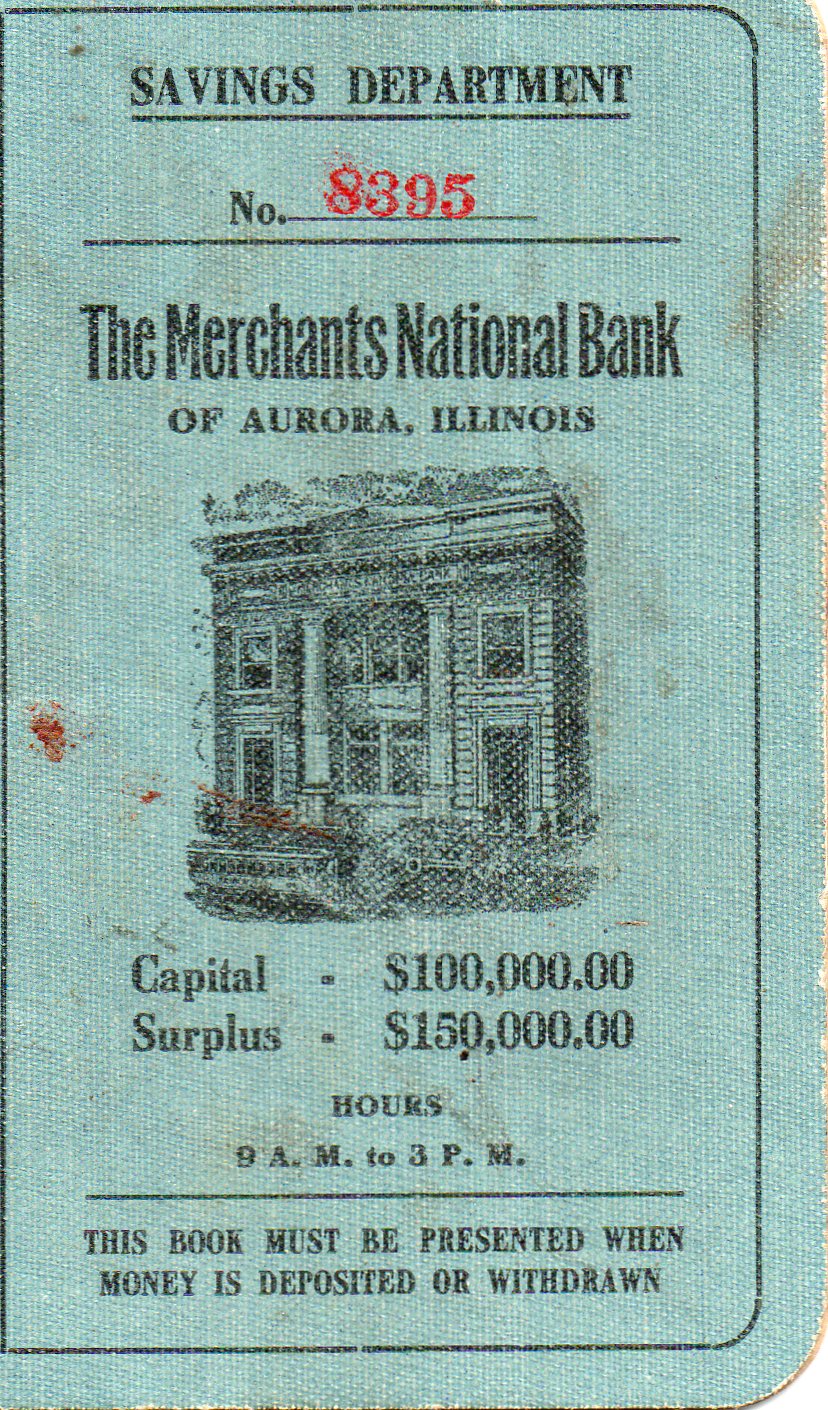 SAVINGS DEPARTMENT
No. 8395
The Merchants National Bank
OF AURORA, ILLINOIS
BANK
Capital - $100,000.00
Surplus - $150,000.00
HOURS
9 A. M. to 3 P. M.
THIS BOOK MUST BE PRESENTED WHEN
MONEY IS DEPOSITED OR WITHDRAWN